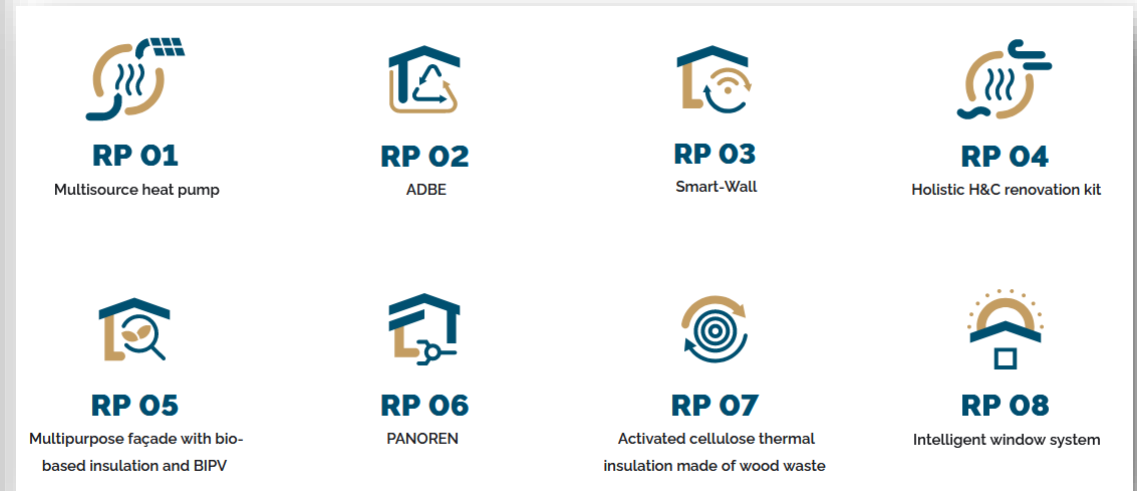 RP 01
Multisource heat pump
RP 02
ADBE
RP 03
Smart-Wall
RP 04
Holistic H&C renovation kit
RP 05
Multipurpose façade with bio-
based insulation and BIPV
RP 06
PANOREN
RP 07
Activated cellulose thermal
insulation made of wood waste
RP 08
Intelligent window system